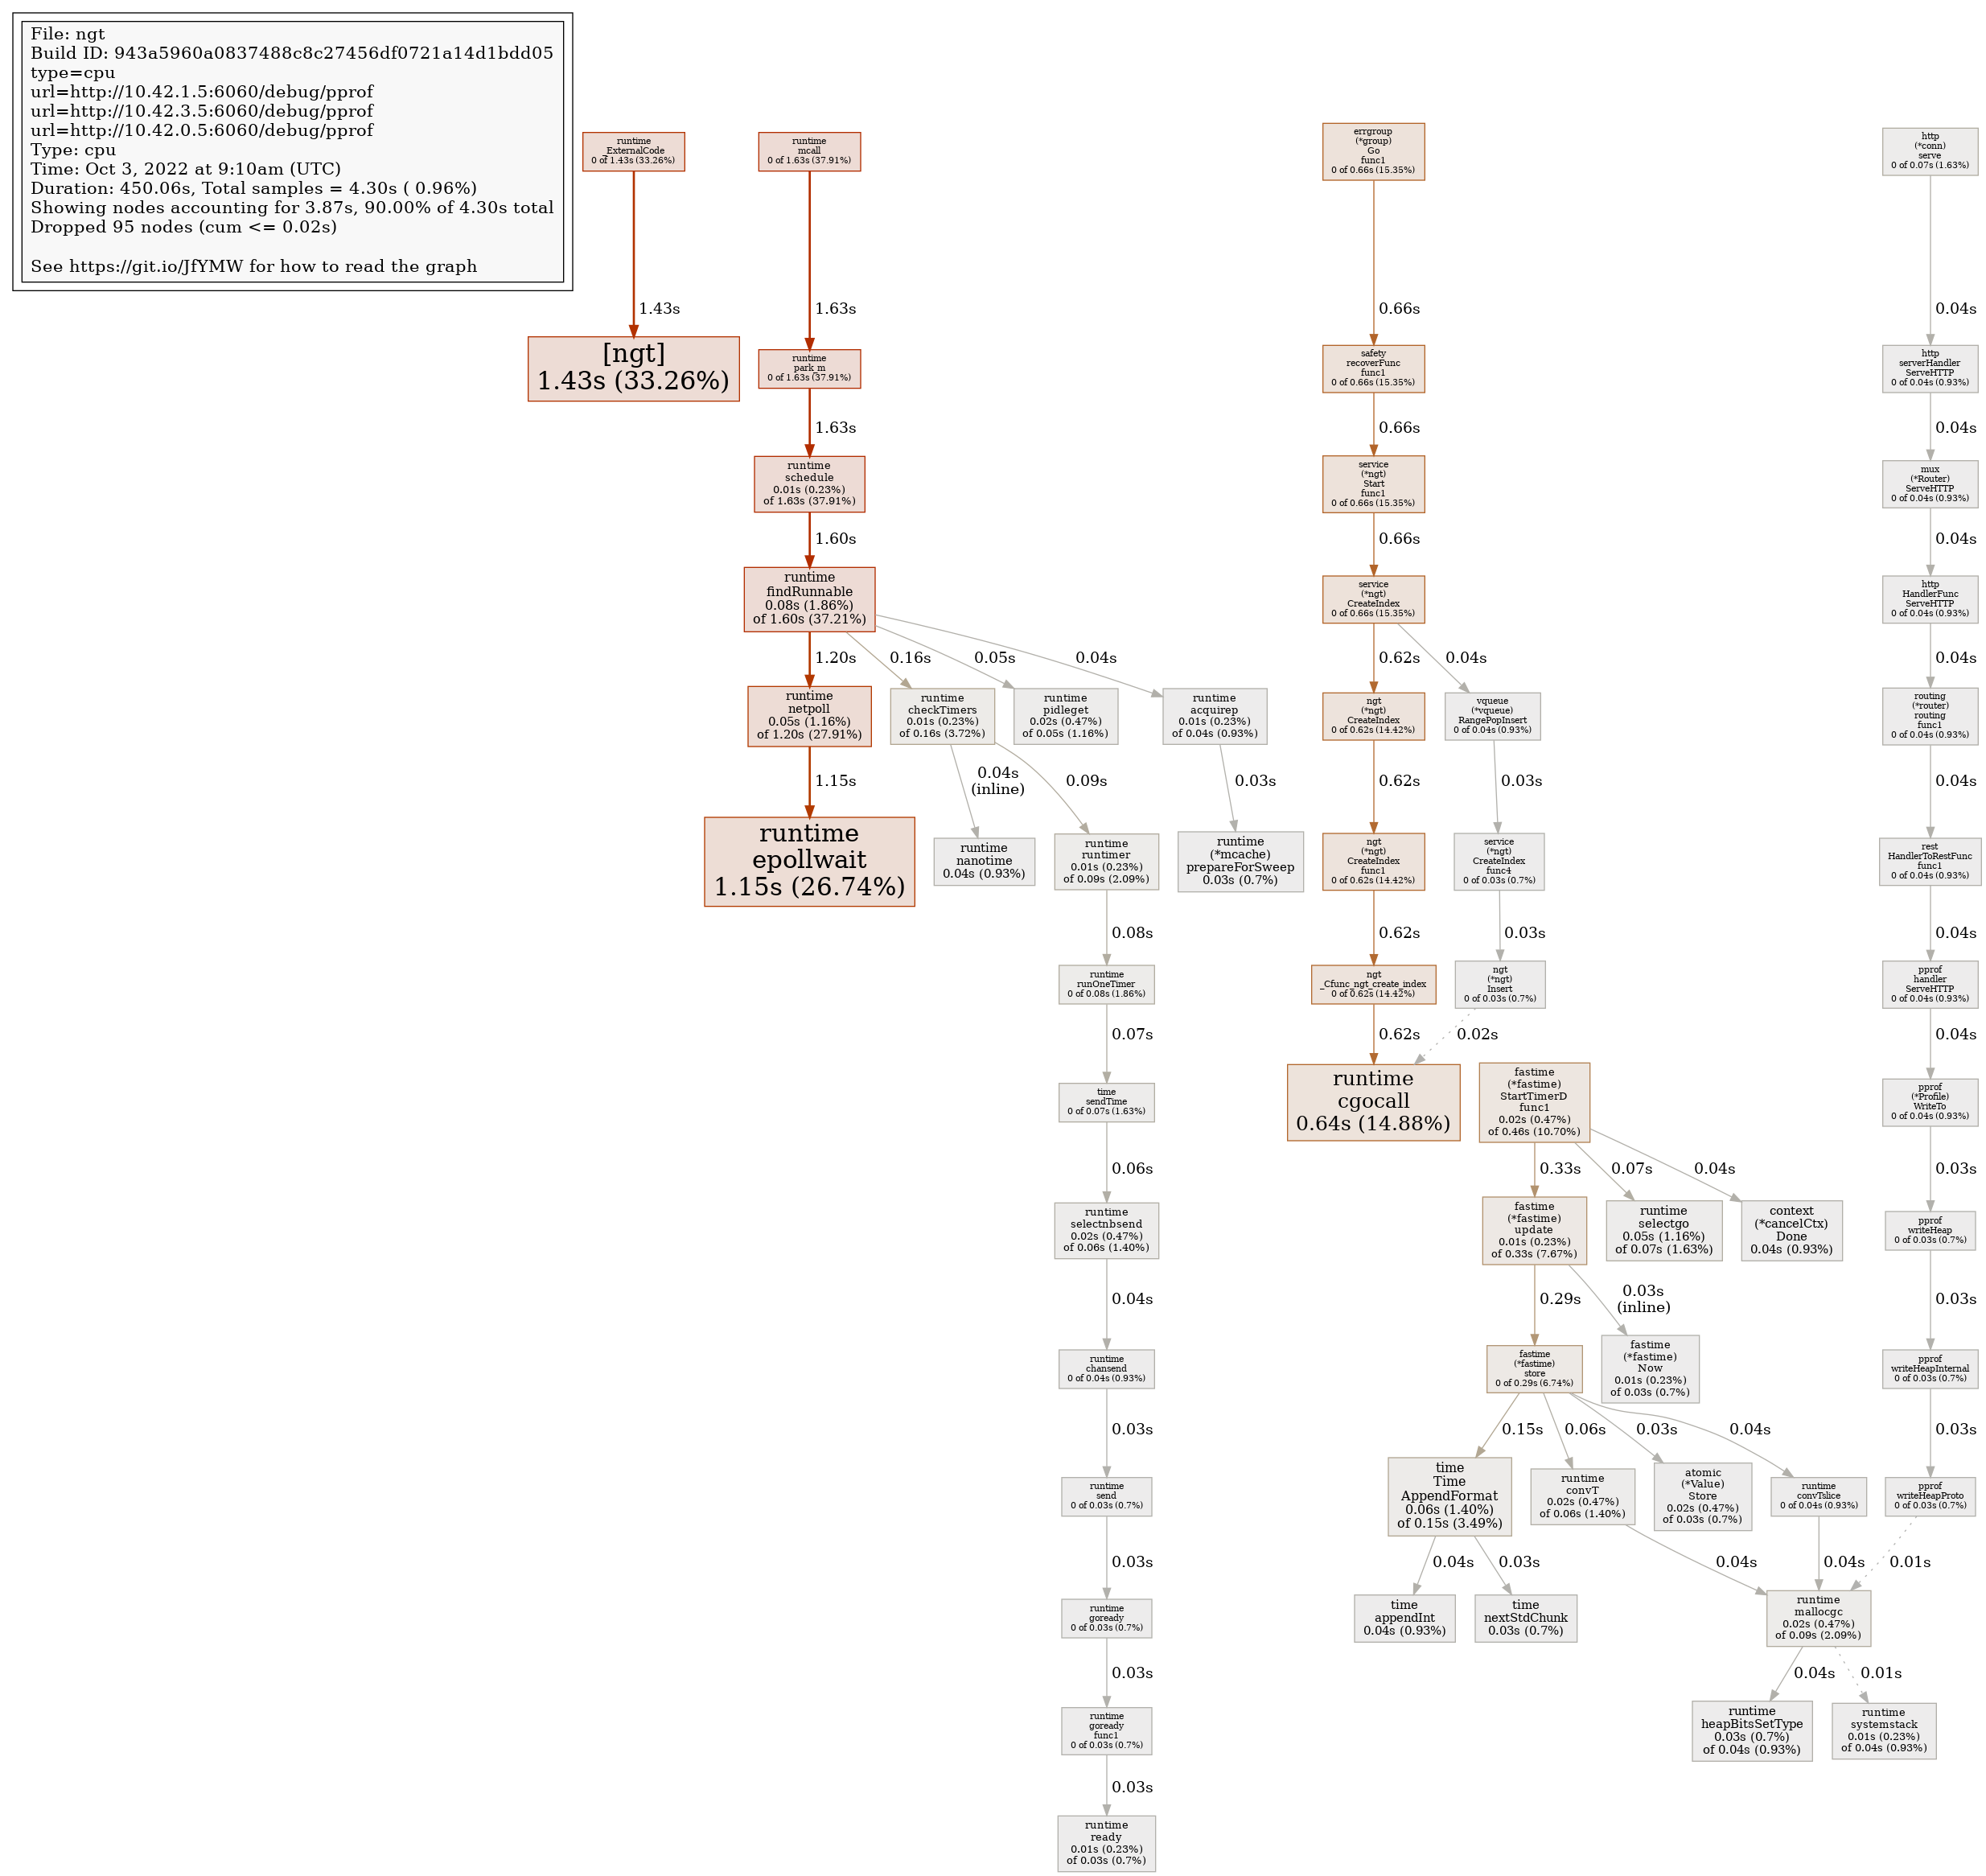 File: ngt
Build ID: 943a5960a0837488c8c27456df0721a14d1bdd05
type=cpu
url=http://10.42.1.5:6060/debug/pprof
url=http://10.42.3.5:6060/debug/pprof
url=http://10.42.0.5:6060/debug/pprof
Type: cpu
Time: Oct 3, 2022 at 9:10am (UTC)
Duration: 450.06s, Total samples = 4.30s ( 0.96%)
Showing nodes accounting for 3.87s, 90.00% of 4.30s total
Dropped 95 nodes (cum <= 0.02s)
See https://git.io/JfYMW for how to read the graph
runtime
_ExternalCode
0 of 1.43s (33.26%)
1.43s
[ngt]
1.43s (33.26%)
runtime
mcall
0 of 1.63s (37.91%)
1.63s
runtime
park_m
0 of 1.63s (37.91%)
1.63s
runtime
schedule
0.01s (0.23%)
of 1.63s (37.91%)
1.60s
runtime
findRunnable
0.08s (1.86%)
of 1.60s (37.21%)
1.20s
0.16s
0.05s
0.04s
runtime
netpoll
0.05s (1.16%)
of 1.20s (27.91%)
1.15s
runtime
epollwait
1.15s (26.74%)
runtime
checkTimers
0.01s (0.23%)
of 0.16s (3.72%)
0.04s
(inline)
0.09s
runtime
pidleget
0.02s (0.47%)
of 0.05s (1.16%)
runtime
acquirep
0.01s (0.23%)
of 0.04s (0.93%)
0.03s
runtime
nanotime
0.04s (0.93%)
runtime
runtimer
0.01s (0.23%)
of 0.09s (2.09%)
runtime
(*mcache)
prepareForSweep
0.03s (0.7%)
0.08s
runtime
runOneTimer
0 of 0.08s (1.86%)
0.07s
time
sendTime
0 of 0.07s (1.63%)
0.06s
runtime
selectnbsend
0.02s (0.47%)
of 0.06s (1.40%)
0.04s
runtime
chansend
0 of 0.04s (0.93%)
0.03s
runtime
send
0 of 0.03s (0.7%)
0.03s
runtime
goready
0 of 0.03s (0.7%)
0.03s
runtime
goready
func1
0 of 0.03s (0.7%)
0.03s
runtime
ready
0.01s (0.23%)
of 0.03s (0.7%)
errgroup
(*group)
Go
func1
0 of 0.66s (15.35%)
0.66s
safety
recoverFunc
func1
0 of 0.66s (15.35%)
0.66s
service
(*ngt)
Start
func1
0 of 0.66s (15.35%)
0.66s
service
(*ngt)
CreateIndex
0 of 0.66s (15.35%)
0.62s
0.04s
ngt
(*ngt)
CreateIndex
0 of 0.62s (14.42%)
0.62s
ngt
(*ngt)
CreateIndex
func1
0 of 0.62s (14.42%)
0.62s
ngt
_Cfunc_ngt_create_index
0 of 0.62s (14.42%)
0.62s
vqueue
(*vqueue)
RangePopInsert
0 of 0.04s (0.93%)
0.03s
service
(*ngt)
CreateIndex
func4
0 of 0.03s (0.7%)
0.03s
ngt
(*ngt)
Insert
0 of 0.03s (0.7%)
0.02s
runtime
cgocall
0.64s (14.88%)
fastime
(*fastime)
StartTimerD
func1
0.02s (0.47%)
of 0.46s (10.70%)
0.33s
0.07s
0.04s
fastime
(*fastime)
update
0.01s (0.23%)
of 0.33s (7.67%)
runtime
selectgo
0.05s (1.16%)
of 0.07s (1.63%)
context
(*cancelCtx)
Done
0.04s (0.93%)
0.29s
0.03s
(inline)
fastime
(*fastime)
store
0 of 0.29s (6.74%)
fastime
(*fastime)
Now
0.01s (0.23%)
of 0.03s (0.7%)
0.15s
0.06s
0.03s
0.04s
time
Time
AppendFormat
0.06s (1.40%)
of 0.15s (3.49%)
runtime
convT
0.02s (0.47%)
of 0.06s (1.40%)
atomic
(*Value)
Store
0.02s (0.47%)
of 0.03s (0.7%)
runtime
convTslice
0 of 0.04s (0.93%)
0.04s
0.03s
0.04s
0.04s
0.01s
time
appendInt
0.04s (0.93%)
time
nextStdChunk
0.03s (0.7%)
runtime
mallocgc
0.02s (0.47%)
of 0.09s (2.09%)
0.04s
0.01s
runtime
heapBitsSetType
0.03s (0.7%)
of 0.04s (0.93%)
runtime
systemstack
0.01s (0.23%)
of 0.04s (0.93%)
http
(*conn)
serve
0 of 0.07s (1.63%)
0.04s
http
serverHandler
ServeHTTP
0 of 0.04s (0.93%)
0.04s
mux
(*Router)
ServeHTTP
0 of 0.04s (0.93%)
0.04s
http
HandlerFunc
ServeHTTP
0 of 0.04s (0.93%)
0.04s
routing
(*router)
routing
func1
0 of 0.04s (0.93%)
0.04s
rest
HandlerToRestFunc
func1
0 of 0.04s (0.93%)
0.04s
pprof
handler
ServeHTTP
0 of 0.04s (0.93%)
0.04s
pprof
(*Profile)
WriteTo
0 of 0.04s (0.93%)
0.03s
pprof
writeHeap
0 of 0.03s (0.7%)
0.03s
pprof
writeHeapInternal
0 of 0.03s (0.7%)
0.03s
pprof
writeHeapProto
0 of 0.03s (0.7%)